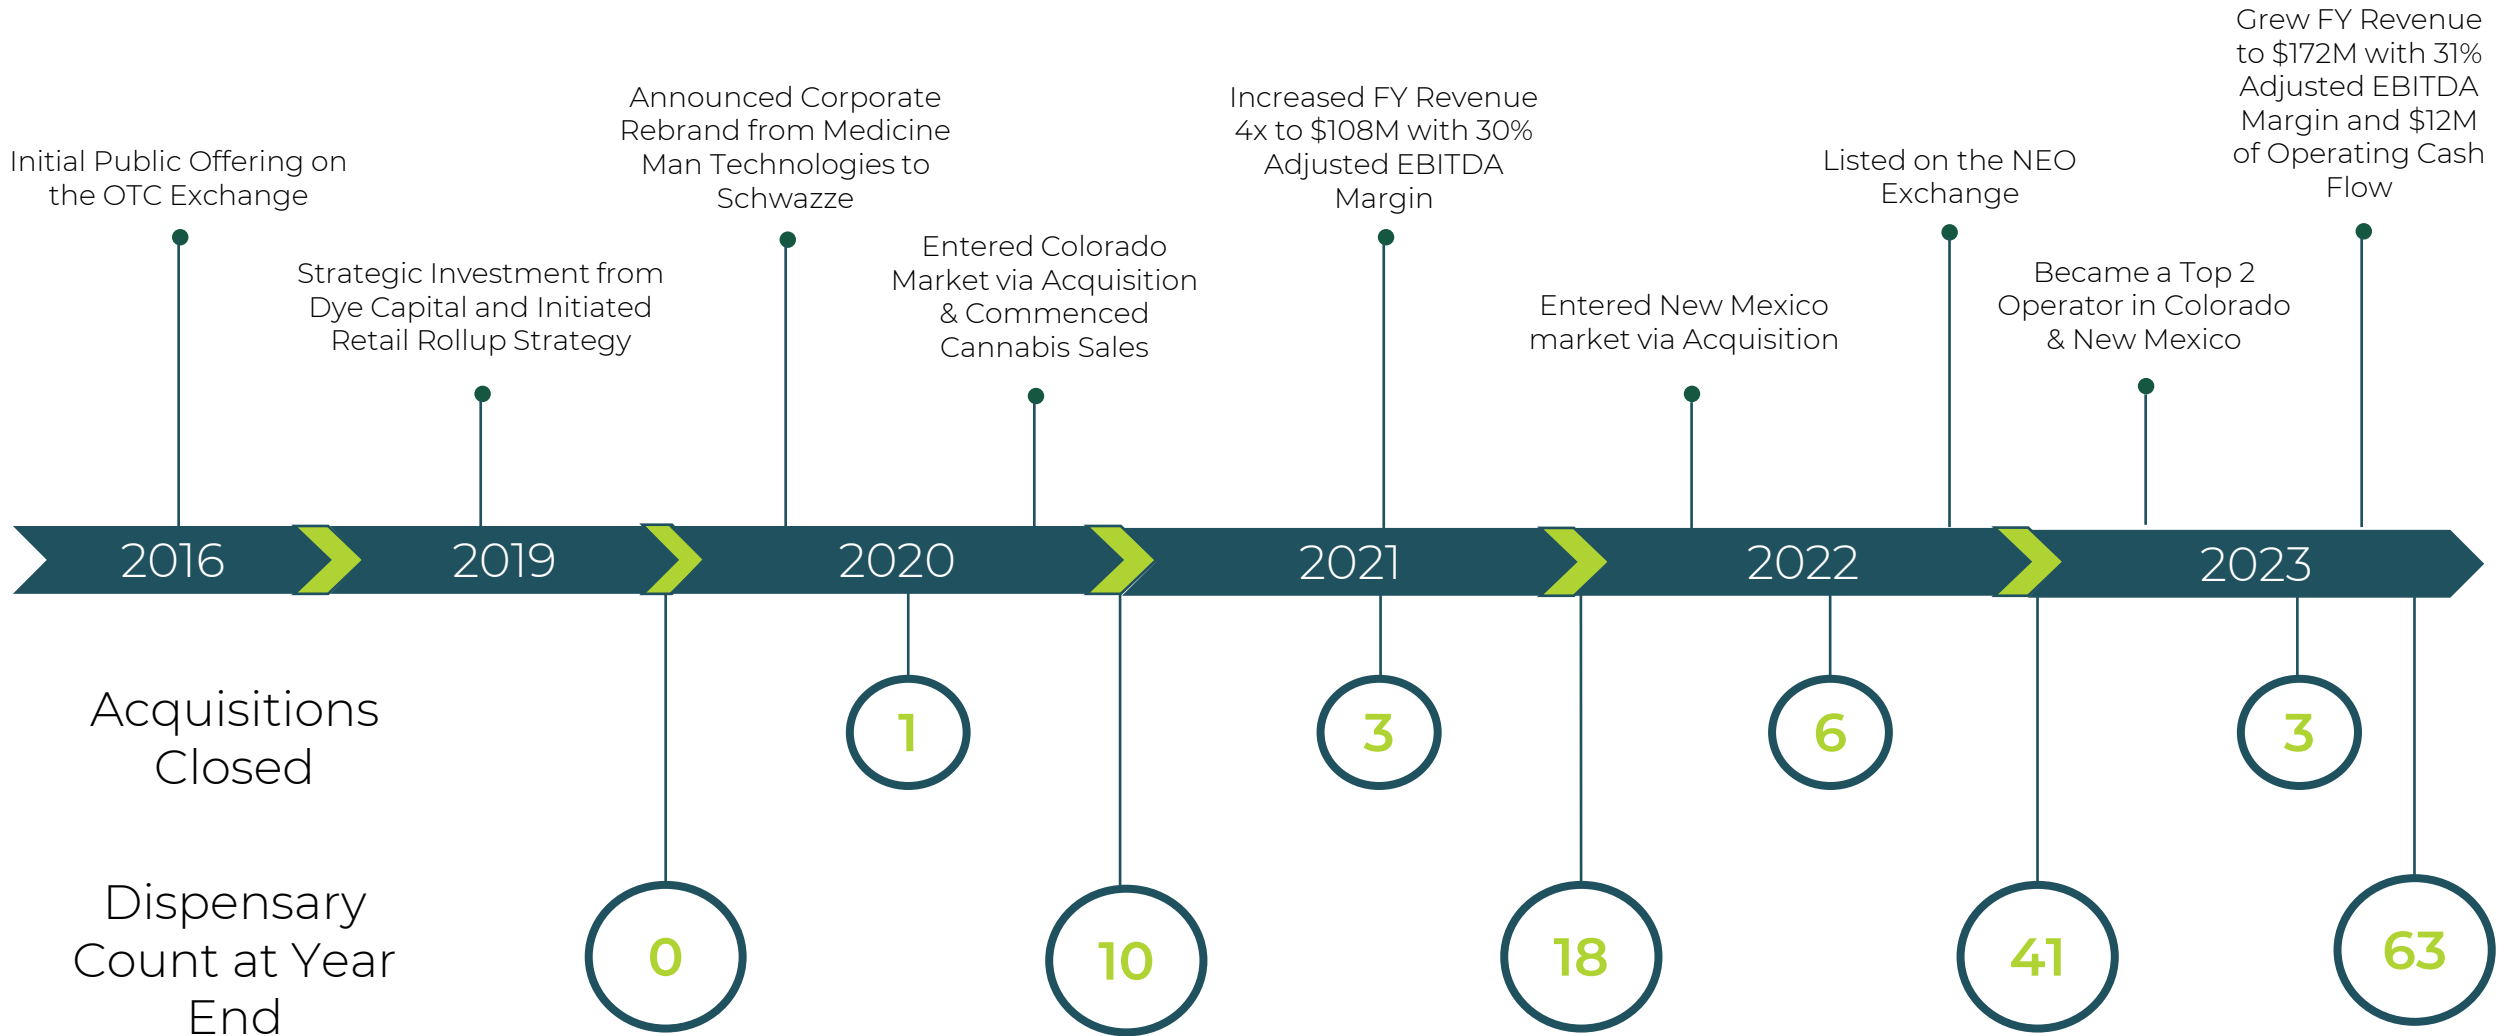 Initial Public Offering on
the OTC Exchange
Strategic Investment from
Dye Capital and Initiated
Retail Rollup Strategy
Announced Corporate
Rebrand from Medicine
Man Technologies to
Schwazze
Entered Colorado
Market via Acquisition
& Commenced
Cannabis Sales
Increased FY Revenue
4x to $108M with 30%
Adjusted EBITDA
Margin
Entered New Mexico
market via Acquisition
Listed on the NEO
Exchange
Became a Top 2
Operator in Colorado
& New Mexico
Grew FY Revenue
to $172M with 31%
Adjusted EBITDA
Margin and $12M
of Operating Cash
Flow
2016
2019
2020
2021
2022
2023
Acquisitions
Closed
1
3
6
3
Dispensary
Count at Year
End
0
10
18
41
63